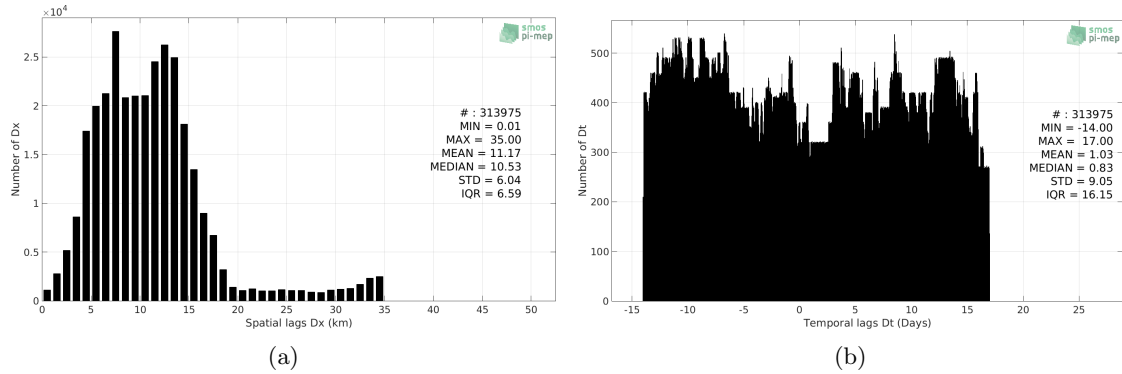 ×10⁴
2.5
2
1.5
1
0.5
0
0 5 10 15 20 25 30 35 40 45 50
Number of Dx
Spatial lags Dx (km)
smos
pi-mep
# : 313975
MIN = 0.01
MAX = 35.00
MEAN = 11.17
MEDIAN = 10.53
STD = 6.04
IQR = 6.59
(a)
500
400
300
200
100
0
-15 -10 -5 0 5 10 15 20 25
Number of Dt
Temporal lags Dt (Days)
smos
pi-mep
# : 313975
MIN = -14.00
MAX = 17.00
MEAN = 1.03
MEDIAN = 0.83
STD = 9.05
IQR = 16.15
(b)